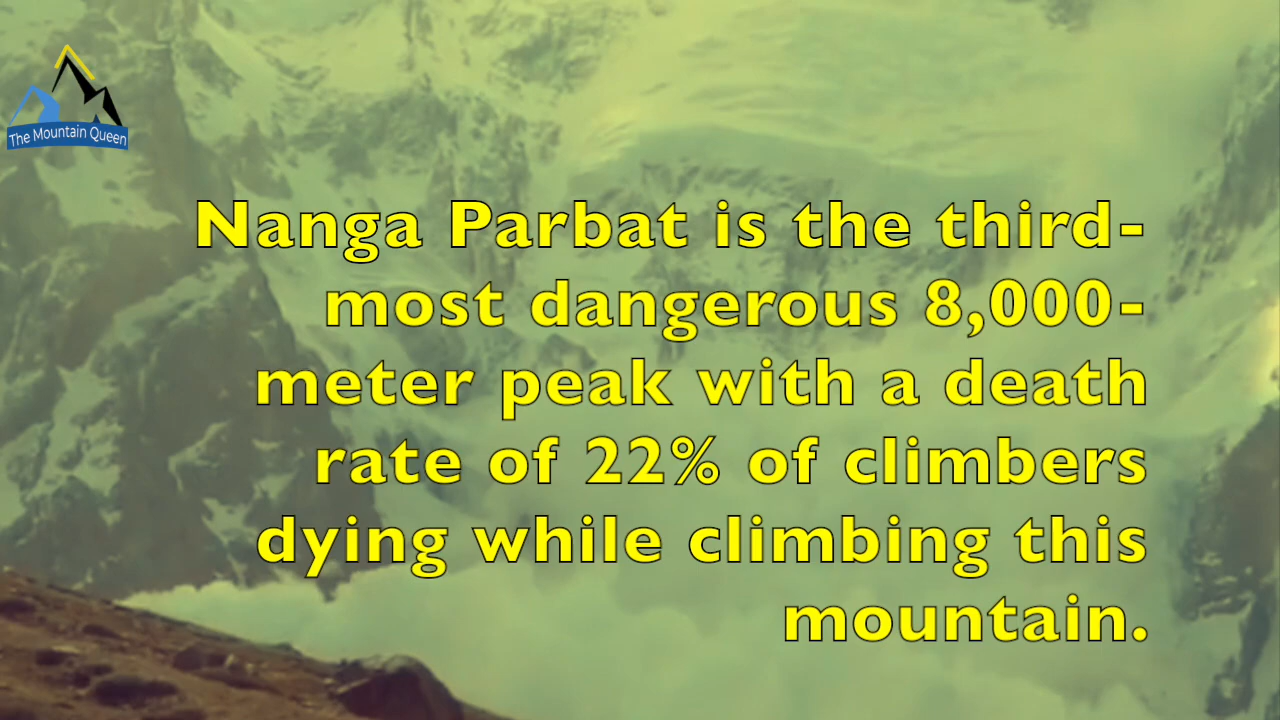 The Mountain Queen
Nanga Parbat is the third-
most dangerous 8,000-
meter peak with a death
rate of 22% of climbers
dying while climbing this
mountain.